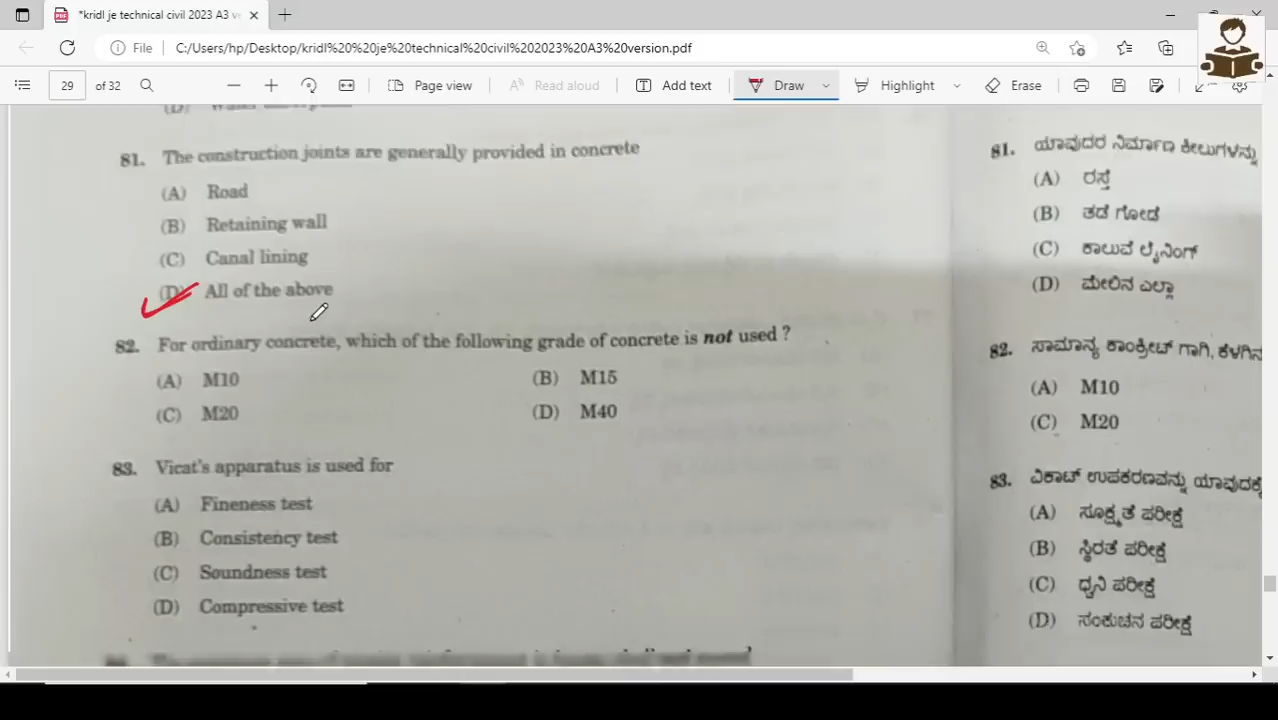 *kridl je technical civil 2023 A3 ve
File C:/Users/hp/Desktop/kridl%20%20je%20technical%20civil%202023%20A3%20version.pdf
29 of 32 Page view Read aloud Add text Draw Highlight Erase
81. The construction joints are generally provided in concrete
(A) Road
(B) Retaining wall
(C) Canal lining
(D) All of the above
82. For ordinary concrete, which of the following grade of concrete is not used ?
(A) M10 (B) M15
(C) M20 (D) M40
83. Vicat's apparatus is used for
(A) Fineness test
(B) Consistency test
(C) Soundness test
(D) Compressive test
81. ಯಾವುದರ ನಿರ್ಮಾಣ ಕೀಲುಗಳನ್ನು
(A) ರಸ್ತೆ
(B) ತಡೆ ಗೋಡೆ
(C) ಕಾಲುವೆ ಲೈನಿಂಗ್
(D) ಮೇಲಿನ ಎಲ್ಲಾ
82. ಸಾಮಾನ್ಯ ಕಾಂಕ್ರೀಟ್ ಗಾಗಿ, ಕೆಳಗಿನ
(A) M10
(C) M20
83. ವಿಕಾಟ್ ಉಪಕರಣವನ್ನು ಯಾವುದಕ್ಕೆ
(A) ಸೂಕ್ಷ್ಮತೆ ಪರೀಕ್ಷೆ
(B) ಸ್ಥಿರತೆ ಪರೀಕ್ಷೆ
(C) ಧ್ವನಿ ಪರೀಕ್ಷೆ
(D) ಸಂಕುಚನ ಪರೀಕ್ಷೆ